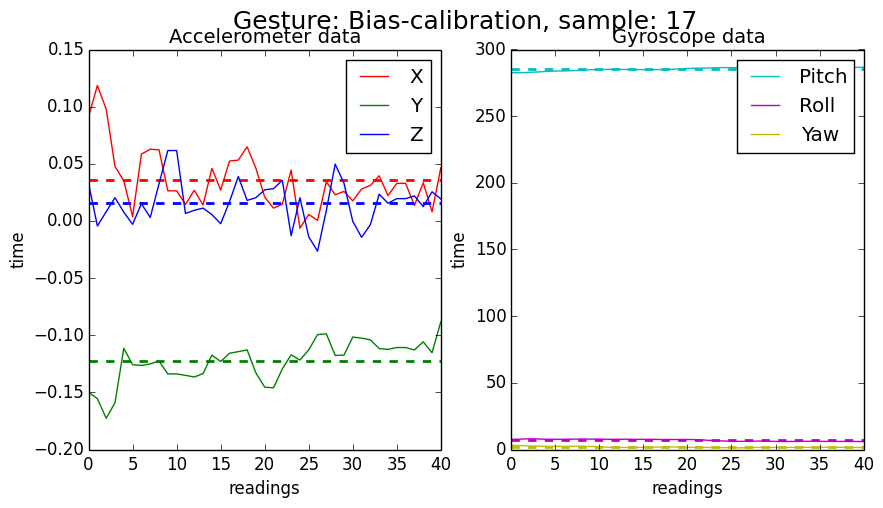 Gesture: Bias-calibration, sample: 17
Accelerometer data
0.15
0.10
0.05
0.00
−0.05
−0.10
−0.15
−0.20
time
0 5 10 15 20 25 30 35 40
readings
X
Y
Z
Gyroscope data
300
250
200
150
100
50
0
time
0 5 10 15 20 25 30 35 40
readings
Pitch
Roll
Yaw